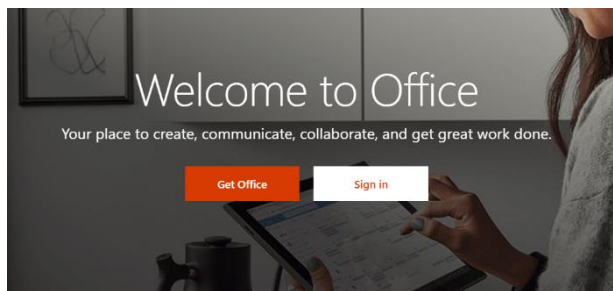 Welcome to Office
Your place to create, communicate, collaborate, and get great work done.
Get Office
Sign in